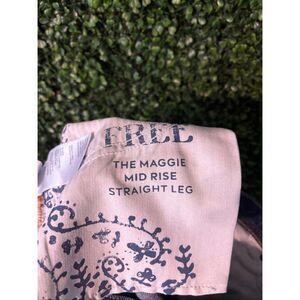 FREE
THE MAGGIE
MID RISE
STRAIGHT LEG